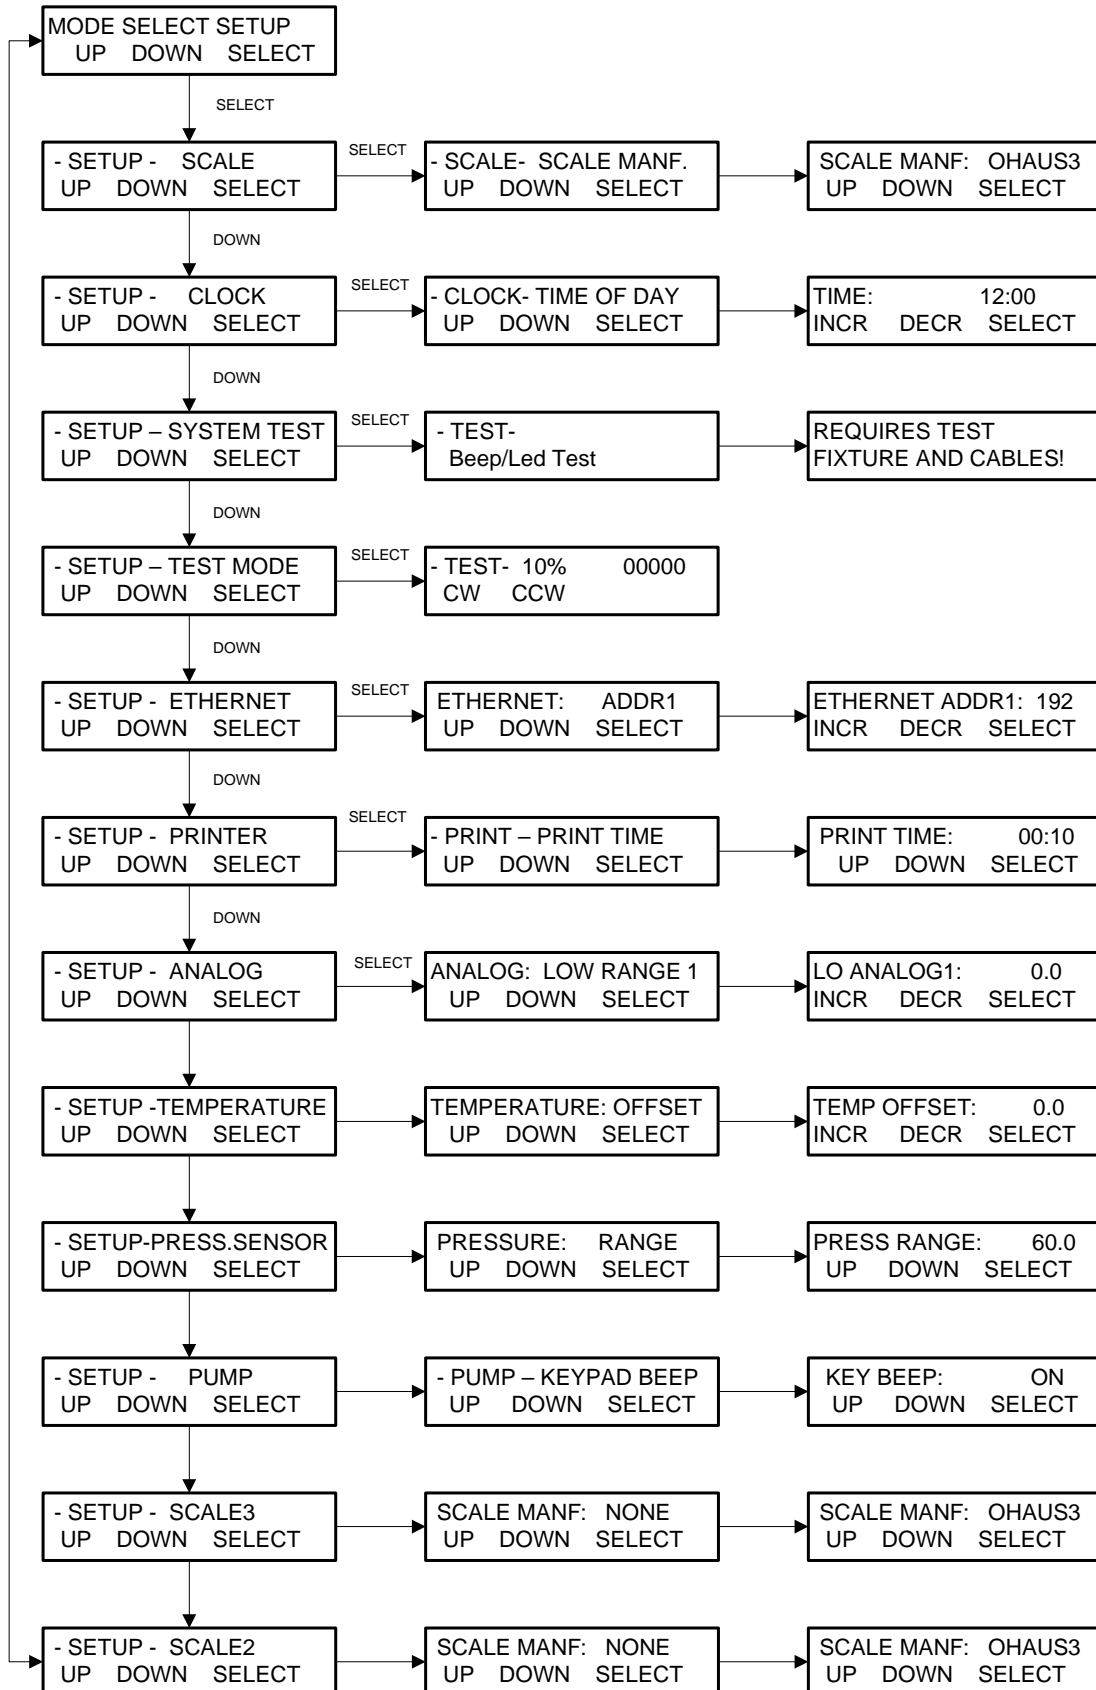 MODE SELECT SETUP
UP DOWN SELECT
SELECT
- SETUP - SCALE
UP DOWN SELECT
SELECT
- SCALE- SCALE MANF.
UP DOWN SELECT
SCALE MANF: OHAUS3
UP DOWN SELECT
DOWN
- SETUP - CLOCK
UP DOWN SELECT
SELECT
- CLOCK- TIME OF DAY
UP DOWN SELECT
TIME: 12:00
INCR DECR SELECT
DOWN
- SETUP – SYSTEM TEST
UP DOWN SELECT
SELECT
- TEST-
Beep/Led Test
REQUIRES TEST
FIXTURE AND CABLES!
DOWN
- SETUP – TEST MODE
UP DOWN SELECT
SELECT
- TEST- 10% 00000
CW CCW
DOWN
- SETUP - ETHERNET
UP DOWN SELECT
SELECT
ETHERNET: ADDR1
UP DOWN SELECT
ETHERNET ADDR1: 192
INCR DECR SELECT
DOWN
- SETUP - PRINTER
UP DOWN SELECT
SELECT
- PRINT – PRINT TIME
UP DOWN SELECT
PRINT TIME: 00:10
UP DOWN SELECT
DOWN
- SETUP - ANALOG
UP DOWN SELECT
SELECT
ANALOG: LOW RANGE 1
UP DOWN SELECT
LO ANALOG1: 0.0
INCR DECR SELECT
- SETUP -TEMPERATURE
UP DOWN SELECT
TEMPERATURE: OFFSET
UP DOWN SELECT
TEMP OFFSET: 0.0
INCR DECR SELECT
- SETUP-PRESS.SENSOR
UP DOWN SELECT
PRESSURE: RANGE
UP DOWN SELECT
PRESS RANGE: 60.0
UP DOWN SELECT
- SETUP - PUMP
UP DOWN SELECT
- PUMP – KEYPAD BEEP
UP DOWN SELECT
KEY BEEP: ON
UP DOWN SELECT
- SETUP - SCALE3
UP DOWN SELECT
SCALE MANF: NONE
UP DOWN SELECT
SCALE MANF: OHAUS3
UP DOWN SELECT
- SETUP - SCALE2
UP DOWN SELECT
SCALE MANF: NONE
UP DOWN SELECT
SCALE MANF: OHAUS3
UP DOWN SELECT